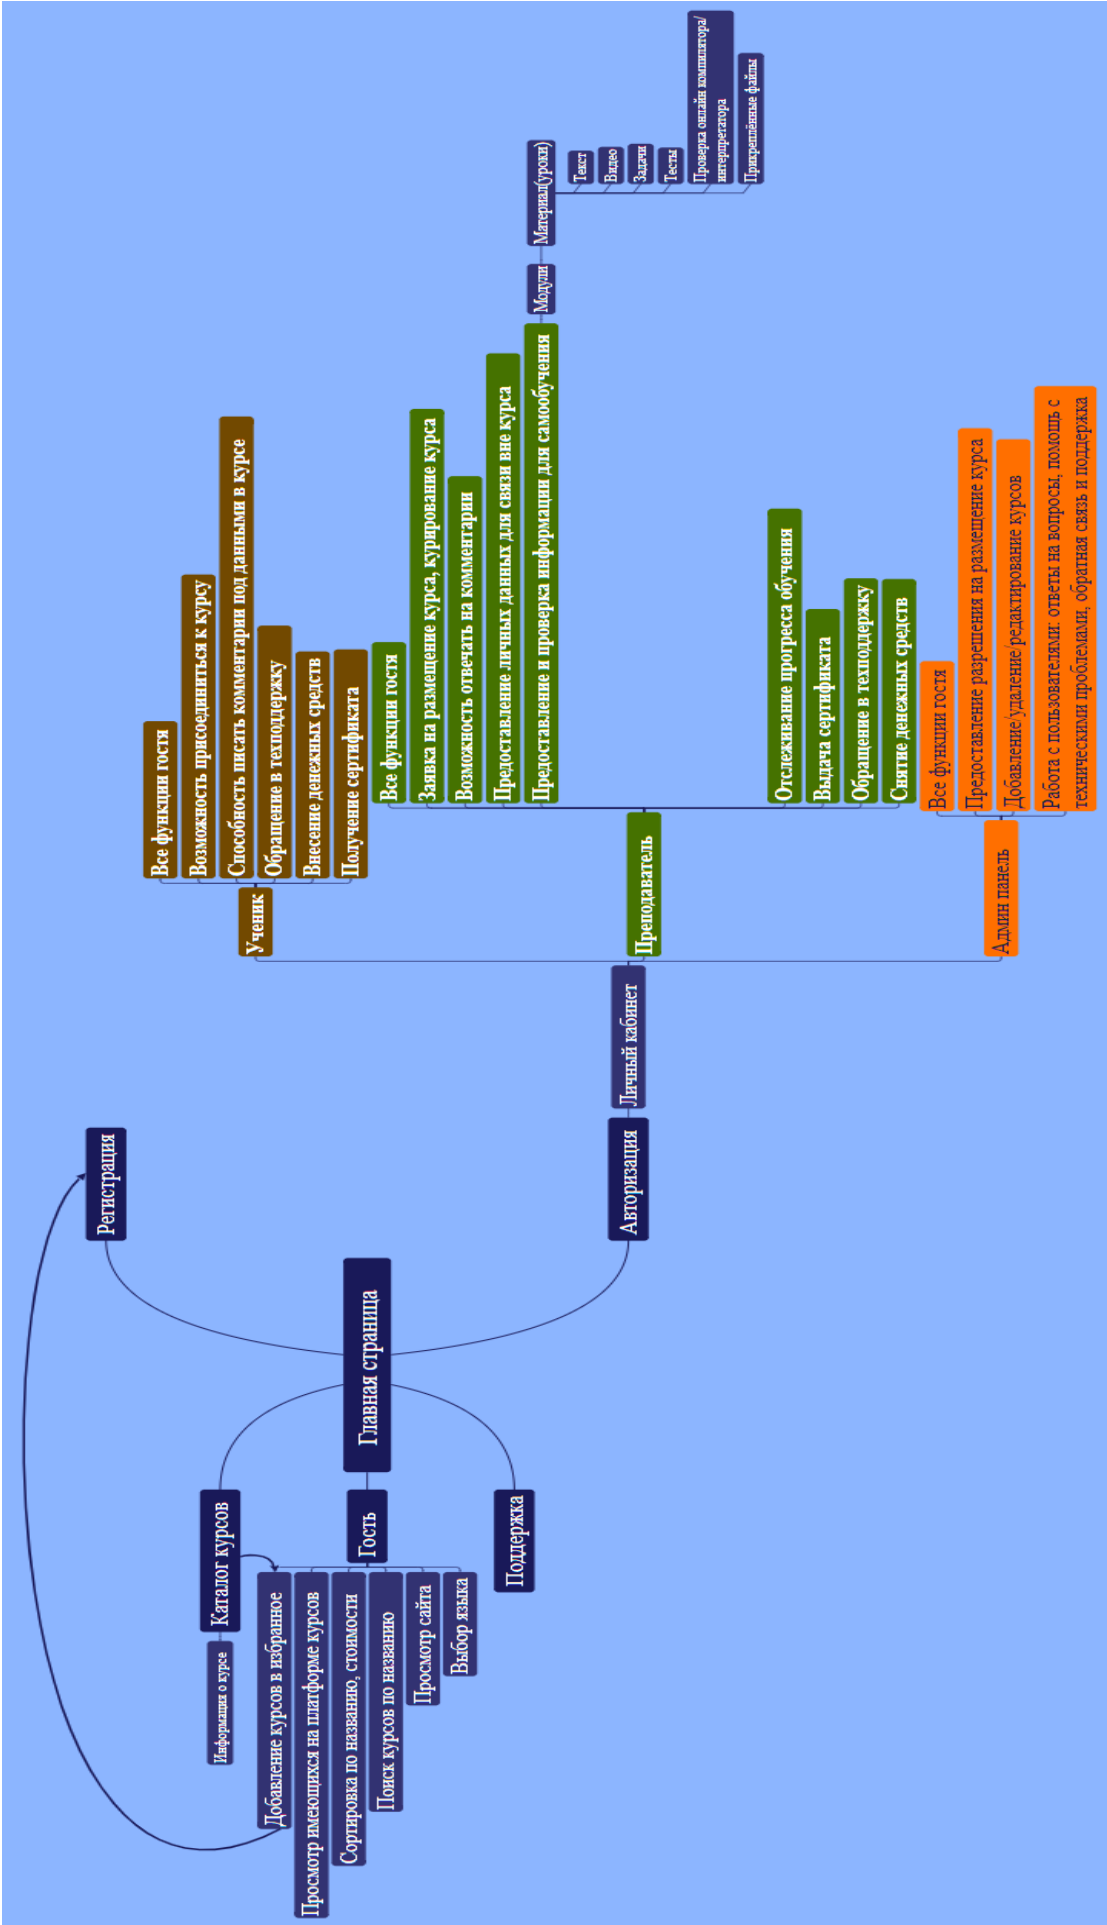 Главная страница
Регистрация
Авторизация
Личный кабинет
Ученик
Все функции гостя
Возможность присоединиться к курсу
Способность писать комментарии под данными в курсе
Обращение в техподдержку
Внесение денежных средств
Получение сертификата
Преподаватель
Все функции гостя
Заявка на размещение курса, курирование курса
Возможность отвечать на комментарии
Предоставление личных данных для связи вне курса
Предоставление и проверка информации для самообучения
Модули
Материал(уроки)
Текст
Видео
Задачи
Тесты
Проверка онлайн компилятора/
интерпретатора
Прикреплённые файлы
Отслеживание прогресса обучения
Выдача сертификата
Обращение в техподдержку
Снятие денежных средств
Админ панель
Все функции гостя
Предоставление разрешения на размещение курса
Добавление/удаление/редактирование курсов
Работа с пользователями: ответы на вопросы, помощь с
техническими проблемами, обратная связь и поддержка
Каталог курсов
Информация о курсе
Гость
Добавление курсов в избранное
Просмотр имеющихся на платформе курсов
Сортировка по названию, стоимости
Поиск курсов по названию
Просмотр сайта
Выбор языка
Поддержка